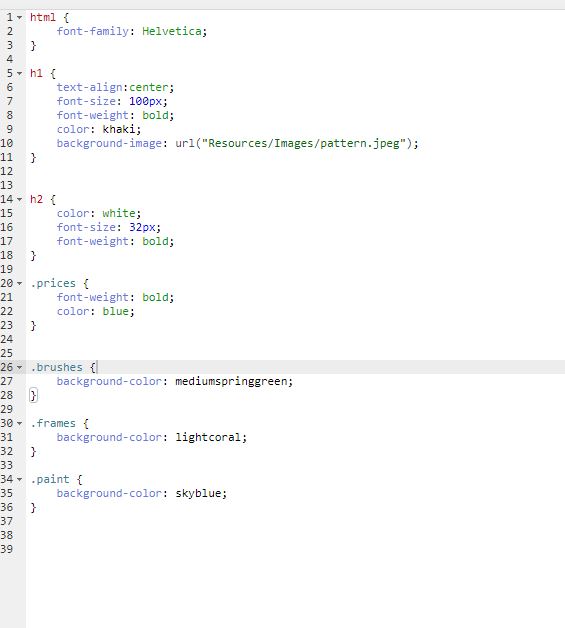 1 html {
2     font-family: Helvetica;
3 }
4
5 h1 {
6     text-align:center;
7     font-size: 100px;
8     font-weight: bold;
9     color: khaki;
10     background-image: url("Resources/Images/pattern.jpeg");
11 }
12
13
14 h2 {
15     color: white;
16     font-size: 32px;
17     font-weight: bold;
18 }
19
20 .prices {
21     font-weight: bold;
22     color: blue;
23 }
24
25
26 .brushes {
27     background-color: mediumspringgreen;
28 }
29
30 .frames {
31     background-color: lightcoral;
32 }
33
34 .paint {
35     background-color: skyblue;
36 }
37
38
39